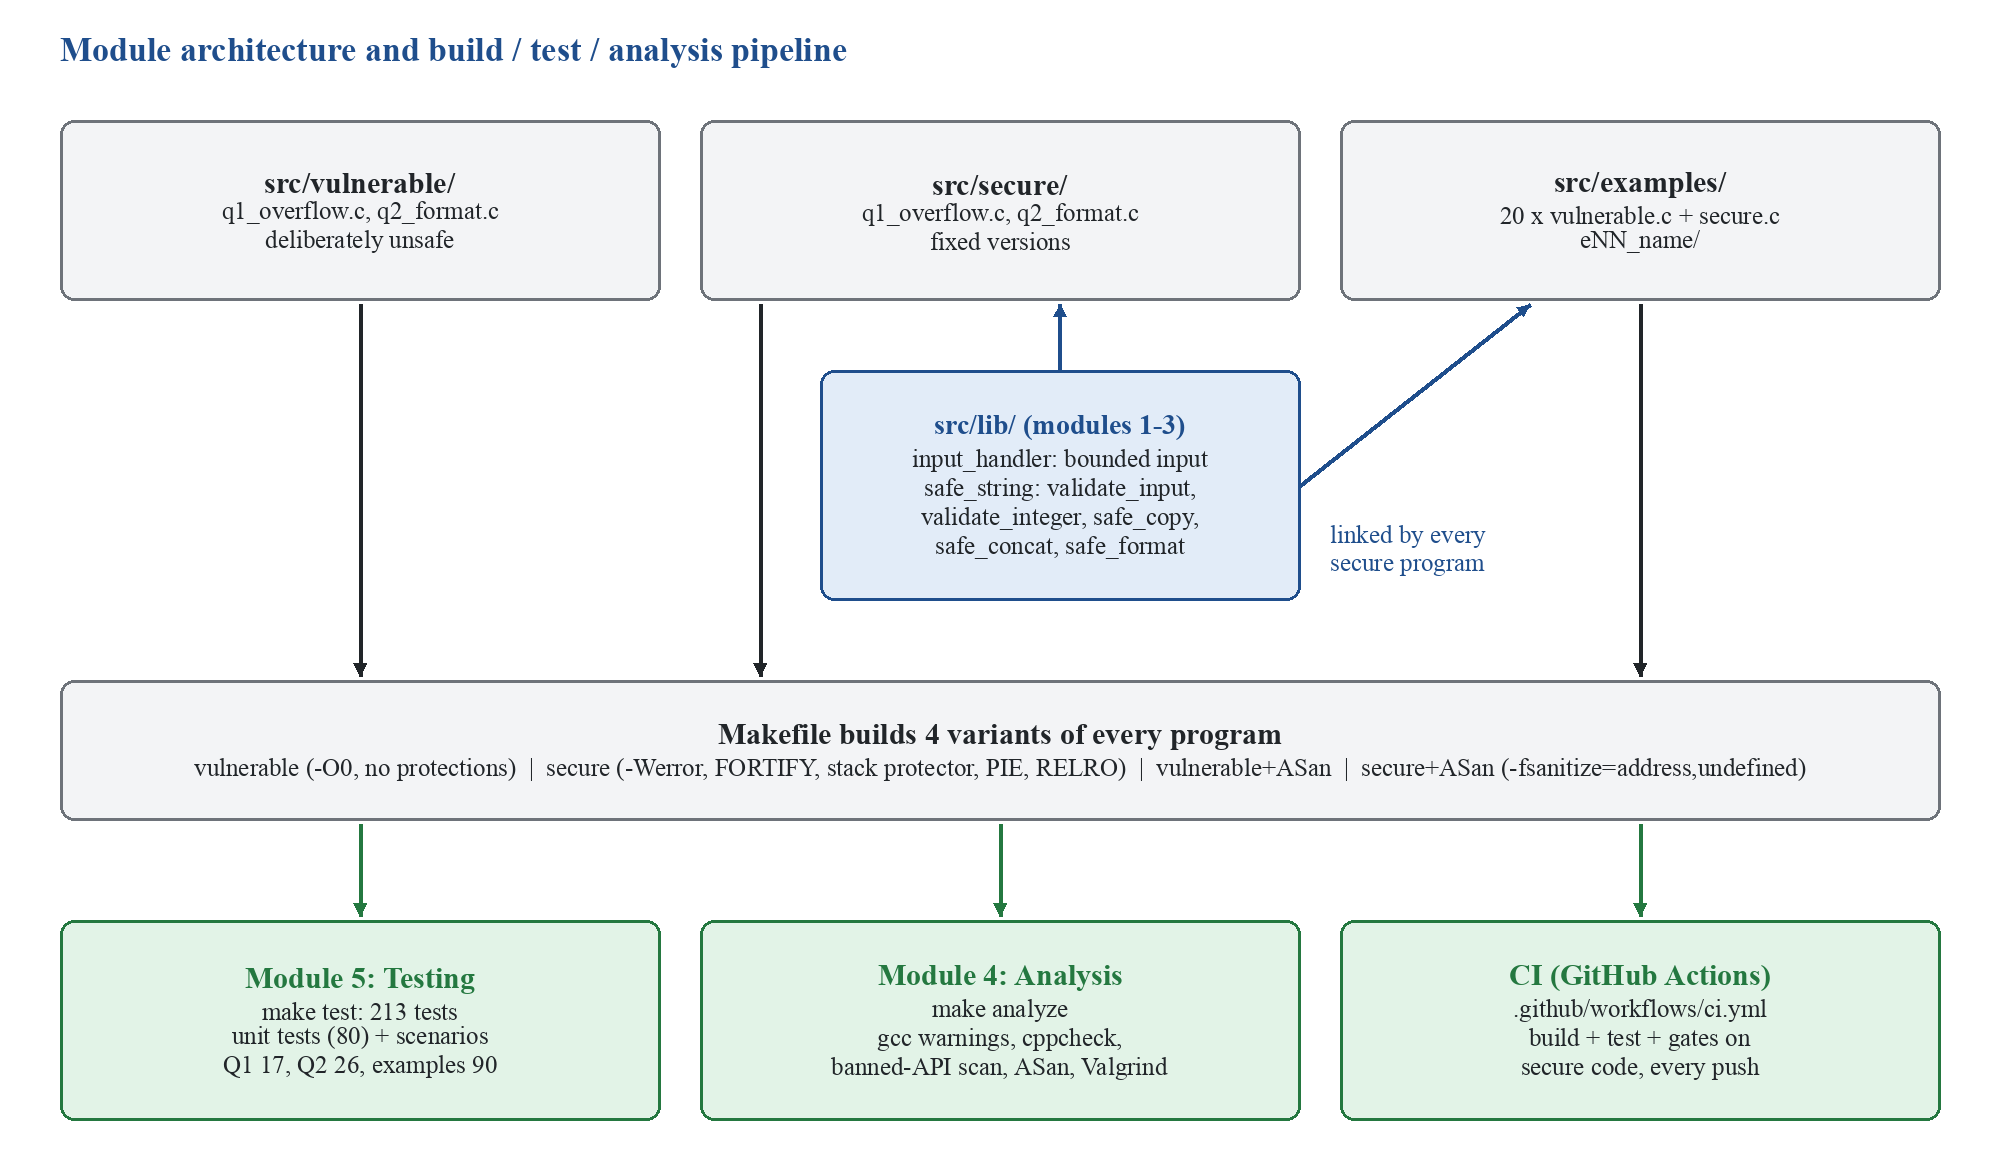 Module architecture and build / test / analysis pipeline
src/vulnerable/
q1_overflow.c, q2_format.c
deliberately unsafe
src/secure/
q1_overflow.c, q2_format.c
fixed versions
src/examples/
20 x vulnerable.c + secure.c
eNN_name/
src/lib/ (modules 1-3)
input_handler: bounded input
safe_string: validate_input,
validate_integer, safe_copy,
safe_concat, safe_format
linked by every
secure program
Makefile builds 4 variants of every program
vulnerable (-O0, no protections) | secure (-Werror, FORTIFY, stack protector, PIE, RELRO) | vulnerable+ASan | secure+ASan (-fsanitize=address,undefined)
Module 5: Testing
make test: 213 tests
unit tests (80) + scenarios
Q1 17, Q2 26, examples 90
Module 4: Analysis
make analyze
gcc warnings, cppcheck,
banned-API scan, ASan, Valgrind
CI (GitHub Actions)
.github/workflows/ci.yml
build + test + gates on
secure code, every push